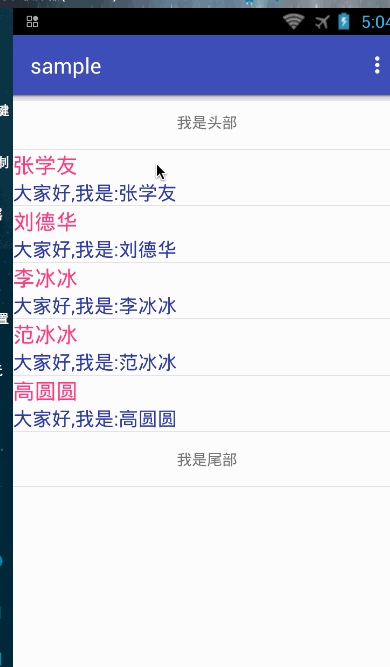 5:04
sample
键
我是头部
制
张学友
大家好,我是:张学友
刘德华
大家好,我是:刘德华
李冰冰
大家好,我是:李冰冰
置
范冰冰
大家好,我是:范冰冰
高圆圆
大家好,我是:高圆圆
我是尾部